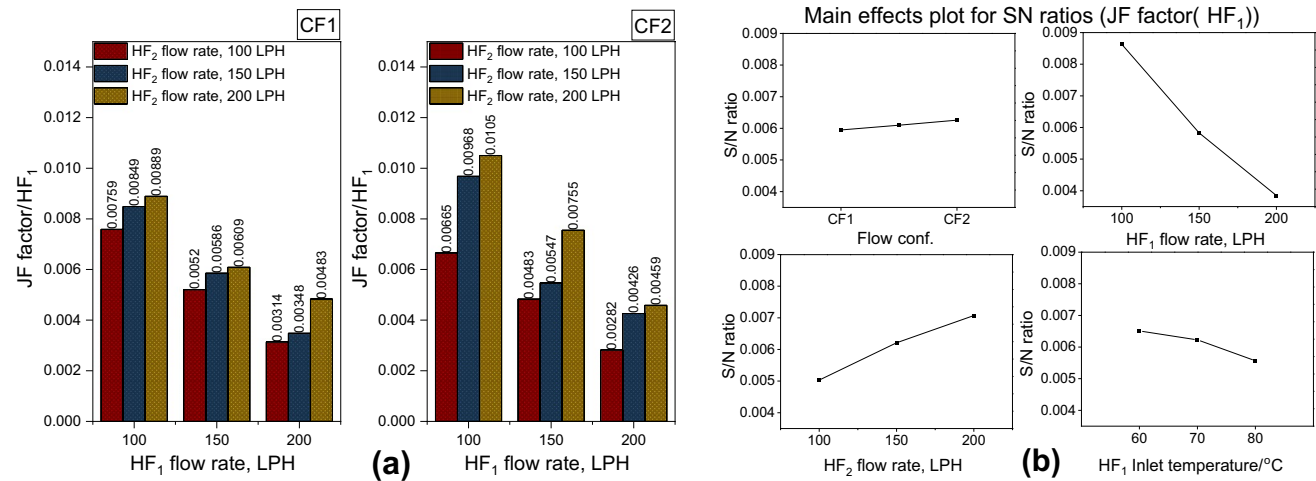 CF1
HF₂ flow rate, 100 LPH
HF₂ flow rate, 150 LPH
HF₂ flow rate, 200 LPH
JF factor/HF₁
0.014
0.012
0.010
0.008
0.006
0.004
0.002
0.000
0.00759
0.00849
0.00889
0.0052
0.00586
0.00609
0.00314
0.00348
0.00483
100 150 200
HF₁ flow rate, LPH
CF2
HF₂ flow rate, 100 LPH
HF₂ flow rate, 150 LPH
HF₂ flow rate, 200 LPH
JF factor/HF₁
0.014
0.012
0.010
0.008
0.006
0.004
0.002
0.000
0.00665
0.00968
0.0105
0.00483
0.00547
0.00755
0.00282
0.00426
0.00459
100 150 200
HF₁ flow rate, LPH
(a)
Main effects plot for SN ratios (JF factor( HF₁))
S/N ratio
0.009
0.008
0.007
0.006
0.005
0.004
CF1 CF2
Flow conf.
S/N ratio
0.009
0.008
0.007
0.006
0.005
0.004
100 150 200
HF₁ flow rate, LPH
S/N ratio
0.009
0.008
0.007
0.006
0.005
0.004
100 150 200
HF₂ flow rate, LPH
S/N ratio
0.009
0.008
0.007
0.006
0.005
0.004
60 70 80
HF₁ Inlet temperature/°C
(b)